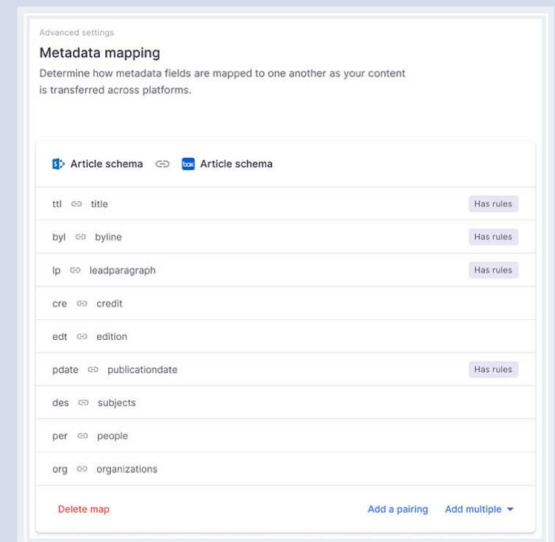 Advanced settings
Metadata mapping
Determine how metadata fields are mapped to one another as your content
is transferred across platforms.
S Article schema box Article schema
ttl title Has rules
byl byline Has rules
lp leadparagraph Has rules
cre credit
edt edition
pdate publicationdate Has rules
des subjects
per people
org organizations
Delete map Add a pairing Add multiple